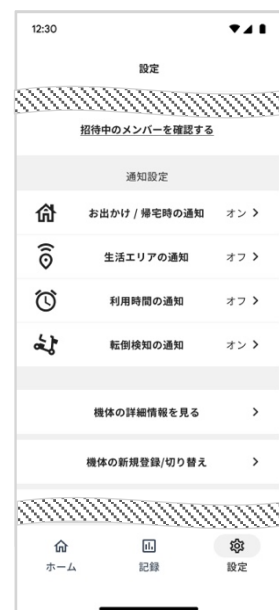 12:30
設定
招待中のメンバーを確認する
通知設定
お出かけ / 帰宅時の通知 オン
生活エリアの通知 オフ
利用時間の通知 オフ
転倒検知の通知 オン
機体の詳細情報を見る
機体の新規登録/切り替え
ホーム 記録 設定